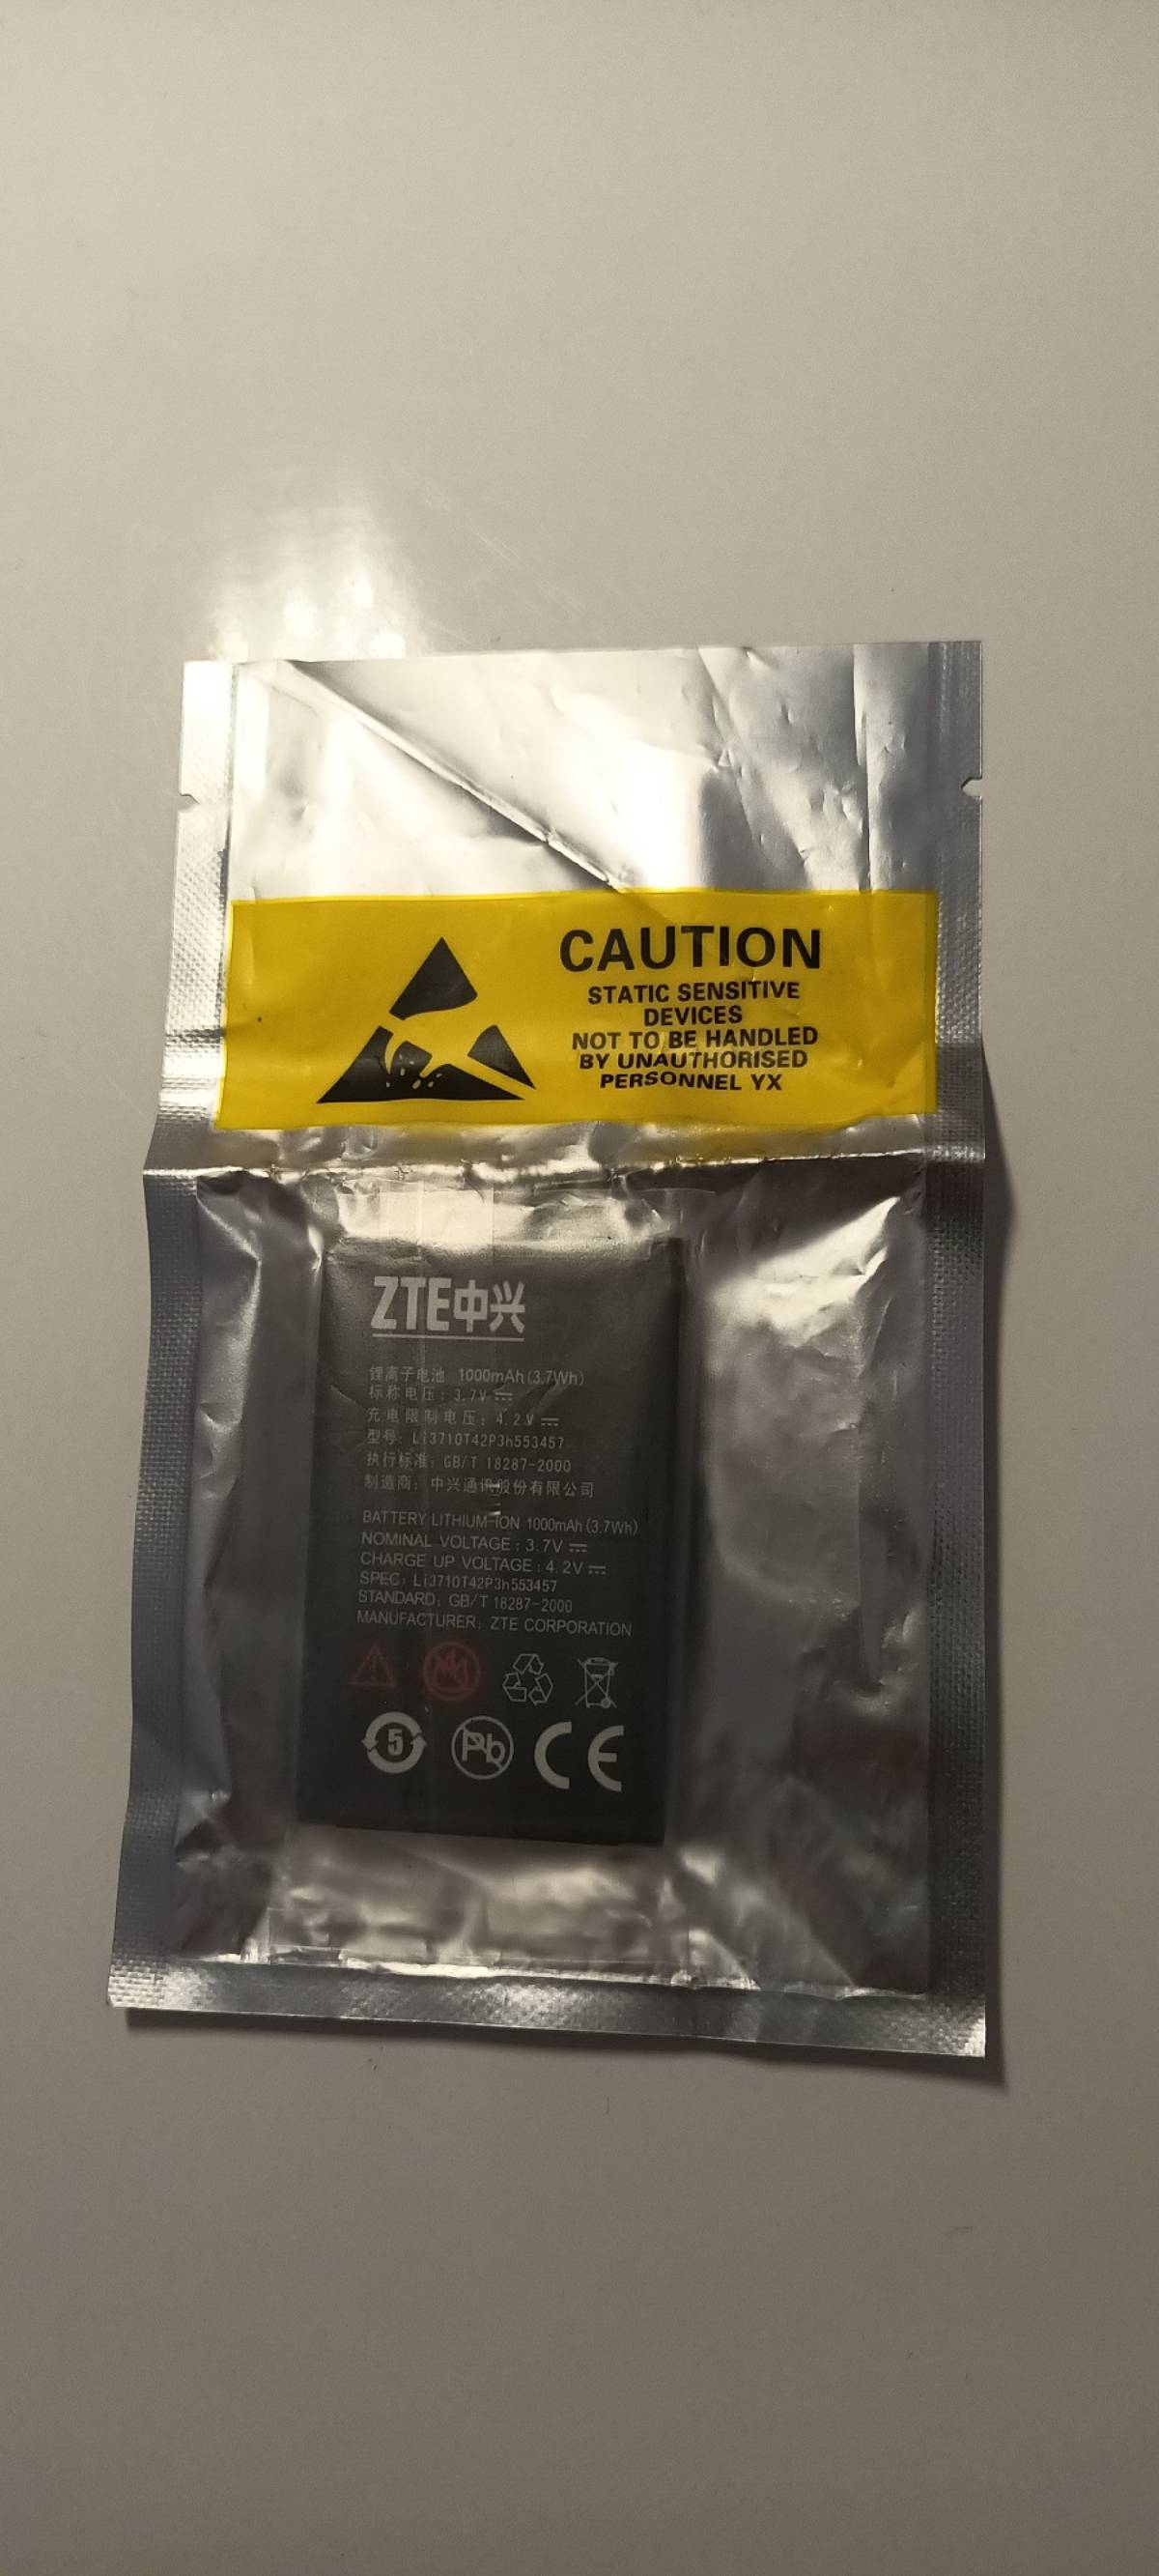 CAUTION
STATIC SENSITIVE
DEVICES
NOT TO BE HANDLED
BY UNAUTHORISED
PERSONNEL YX
ZTE中兴
锂离子电池 1000mAh(3.7Wh)
标称电压: 3.7V
充电限制电压: 4.2V
型号: Li3710T42P3h553457
执行标准: GB/T 18287-2000
制造商: 中兴通讯股份有限公司
BATTERY LITHIUM-ION 1000mAh(3.7Wh)
NOMINAL VOLTAGE: 3.7V
CHARGE UP VOLTAGE: 4.2V
SPEC: Li3710T42P3h553457
STANDARD: GB/T 18287-2000
MANUFACTURER: ZTE CORPORATION
5 Pb CE